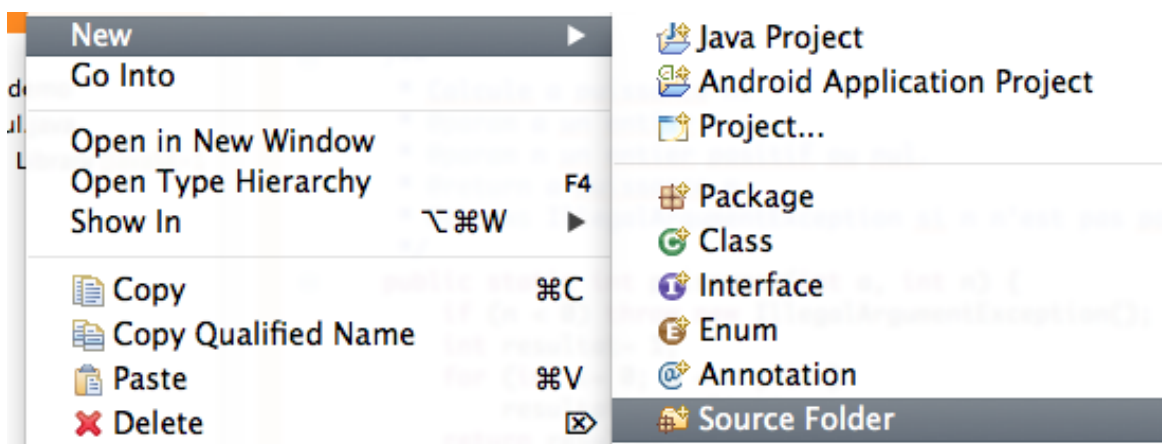 New
Go Into
Open in New Window
Open Type Hierarchy F4
Show In ⌥⌘W
Copy ⌘C
Copy Qualified Name
Paste ⌘V
Delete ⌦
Java Project
Android Application Project
Project...
Package
Class
Interface
Enum
Annotation
Source Folder